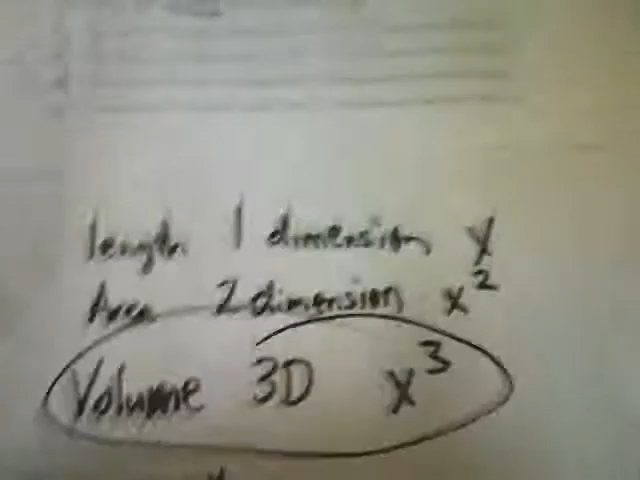 length 1 dimension x
Area 2 dimension x²
Volume 3D x³